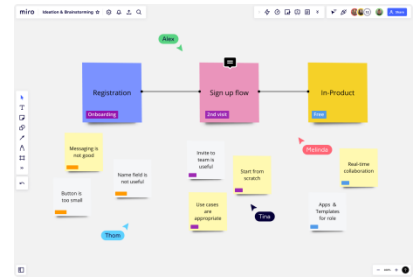 miro
Ideation & Brainstorming
Share
Alex
Registration
Onboarding
Sign up flow
2nd visit
In-Product
Free
Melinda
Messaging is
not good
Name field is
not useful
Button is
too small
Thom
Invite to
team is
useful
Start from
scratch
Use cases
are
appropriate
Tina
Real-time
collaboration
Apps &
Templates
for role